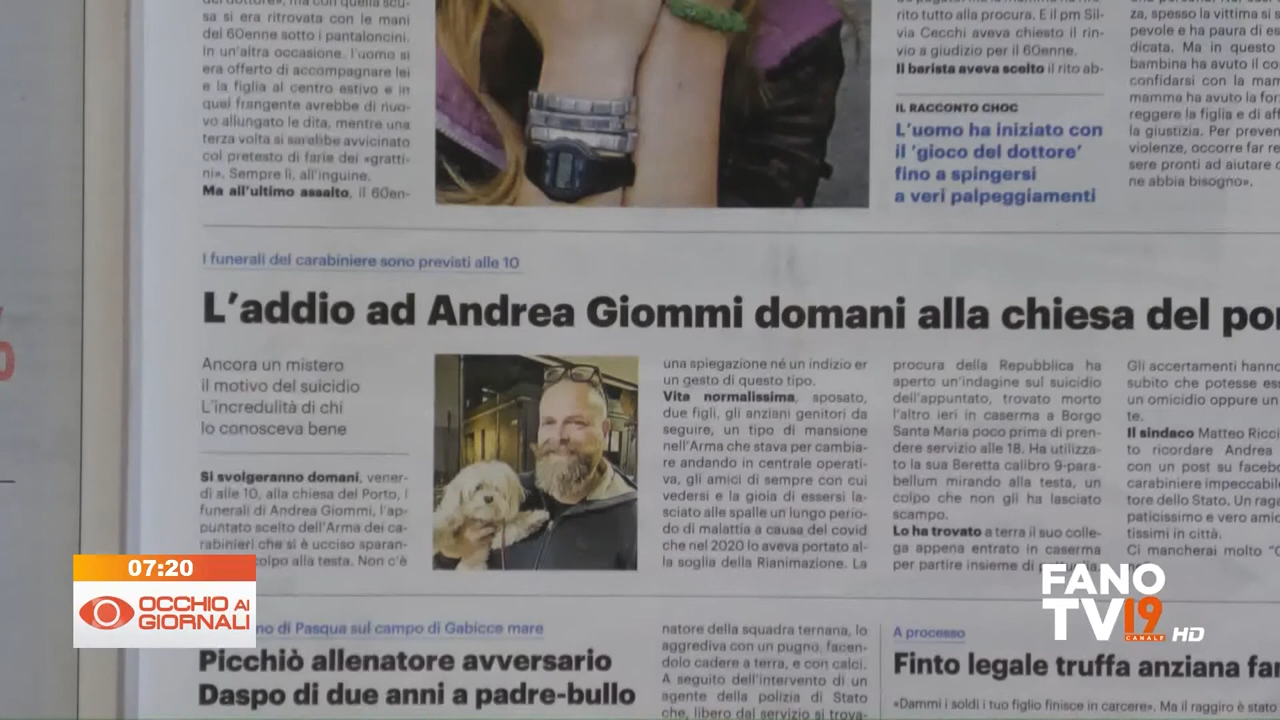 sa si era ritrovata con le mani
del 60enne sotto i pantaloncini.
In un'altra occasione, l'uomo si
era offerto di accompagnare lei
e la figlia al centro estivo e in
quel frangente avrebbe di nuo-
vo allungato le dita, mentre una
terza volta si sarebbe avvicinato
col pretesto di farle dei «gratti-
ni». Sempre lì, all'inguine.
Ma all'ultimo assalto, il 60en-
rito tutto alla procura. E il pm Sil-
via Cecchi aveva chiesto il rin-
vio a giudizio per il 60enne.
Il barista aveva scelto il rito ab-
IL RACCONTO CHOC
L'uomo ha iniziato con
il 'gioco del dottore'
fino a spingersi
a veri palpeggiamenti
za, spesso la vittima si s
pevole e ha paura di es
dicata. Ma in questo
bambina ha avuto il co
confidarsi con la mam
mamma ha avuto la for
reggere la figlia e di af
la giustizia. Per preven
violenze, occorre far re
sere pronti ad aiutare c
ne abbia bisogno».
I funerali del carabiniere sono previsti alle 10
L'addio ad Andrea Giommi domani alla chiesa del por
Ancora un mistero
il motivo del suicidio
L'incredulità di chi
lo conosceva bene
Si svolgeranno domani, vener-
dì alle 10, alla chiesa del Porto, i
funerali di Andrea Giommi, l'ap-
puntato scelto dell'Arma dei ca-
rabinieri che si è ucciso sparan-
colpo alla testa. Non c'è
una spiegazione né un indizio er
un gesto di questo tipo.
Vita normalissima, sposato,
due figli, gli anziani genitori da
seguire, un tipo di mansione
nell'Arma che stava per cambia-
re andando in centrale operati-
va, gli amici di sempre con cui
vedersi e la gioia di essersi la-
sciato alle spalle un lungo perio-
do di malattia a causa del covid
che nel 2020 lo aveva portato al-
la soglia della Rianimazione. La
procura della Repubblica ha
aperto un'indagine sul suicidio
dell'appuntato, trovato morto
l'altro ieri in caserma a Borgo
Santa Maria poco prima di pren-
dere servizio alle 18. Ha utilizza-
to la sua Beretta calibro 9-para-
bellum mirando alla testa, un
colpo che non gli ha lasciato
scampo.
Lo ha trovato a terra il suo colle-
ga appena entrato in caserma
per partire insieme di
Gli accertamenti hanno
subito che potesse es
un omicidio oppure un
te.
Il sindaco Matteo Ricci
to ricordare Andrea
con un post su facebo
carabiniere impeccabile
tore dello Stato. Un rag
paticissimo e vero amic
tissimi in città.
Ci mancherai molto
07:20
OCCHIO AI
GIORNALI
FANO
TV19
CANALE HD
no di Pasqua sul campo di Gabicce mare
Picchiò allenatore avversario
Daspo di due anni a padre-bullo
natore della squadra ternana, lo
aggrediva con un pugno, facen-
dolo cadere a terra, e con calci.
A seguito dell'intervento di un
agente della polizia di Stato
che, libero dal servizio si trova-
A processo
Finto legale truffa anziana far
«Dammi i soldi i tuo figlio finisce in carcere». Ma il raggiro è stato